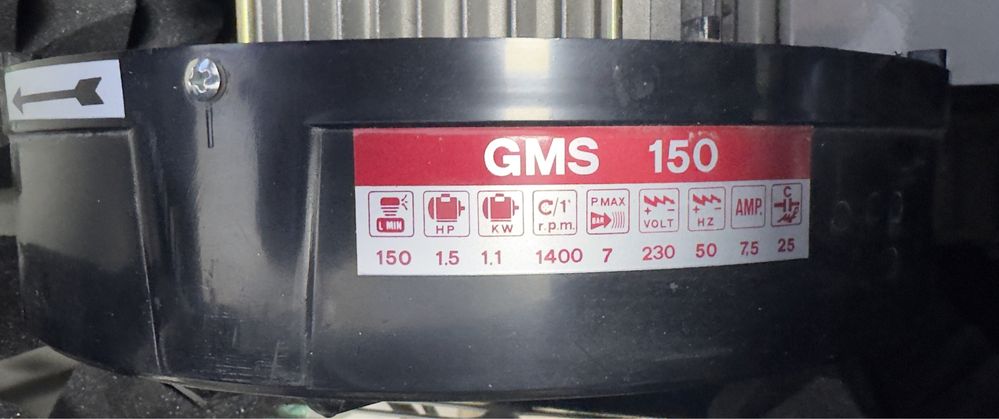 GMS 150
L MIN HP KW C/1' r.p.m. P MAX BAR VOLT HZ AMP. C µF
150 1.5 1,1 1400 7 230 50 7,5 25